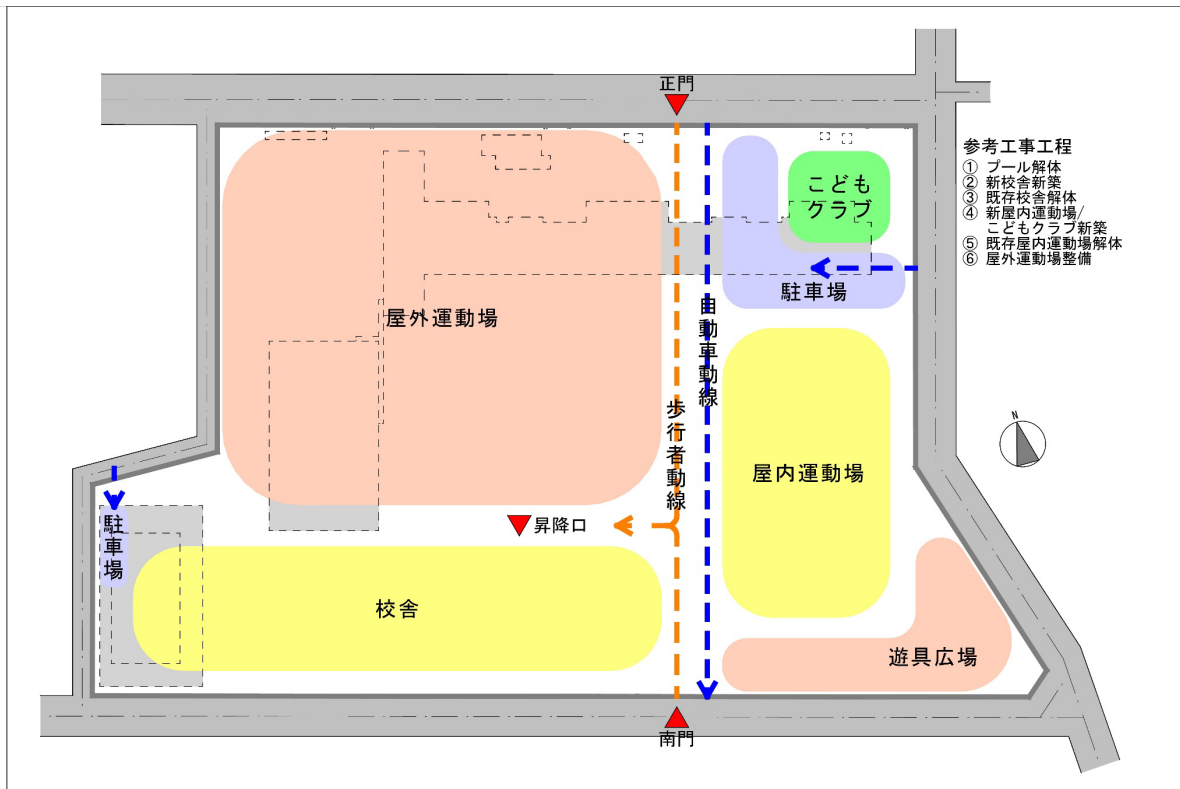 正門
参考工事工程
① プール解体
② 新校舎新築
③ 既存校舎解体
④ 新屋内運動場/
こどもクラブ新築
⑤ 既存屋内運動場解体
⑥ 屋外運動場整備
こども
クラブ
駐車場
屋外運動場
自動車動線
歩行者動線
N
屋内運動場
駐車場
昇降口
校舎
遊具広場
南門